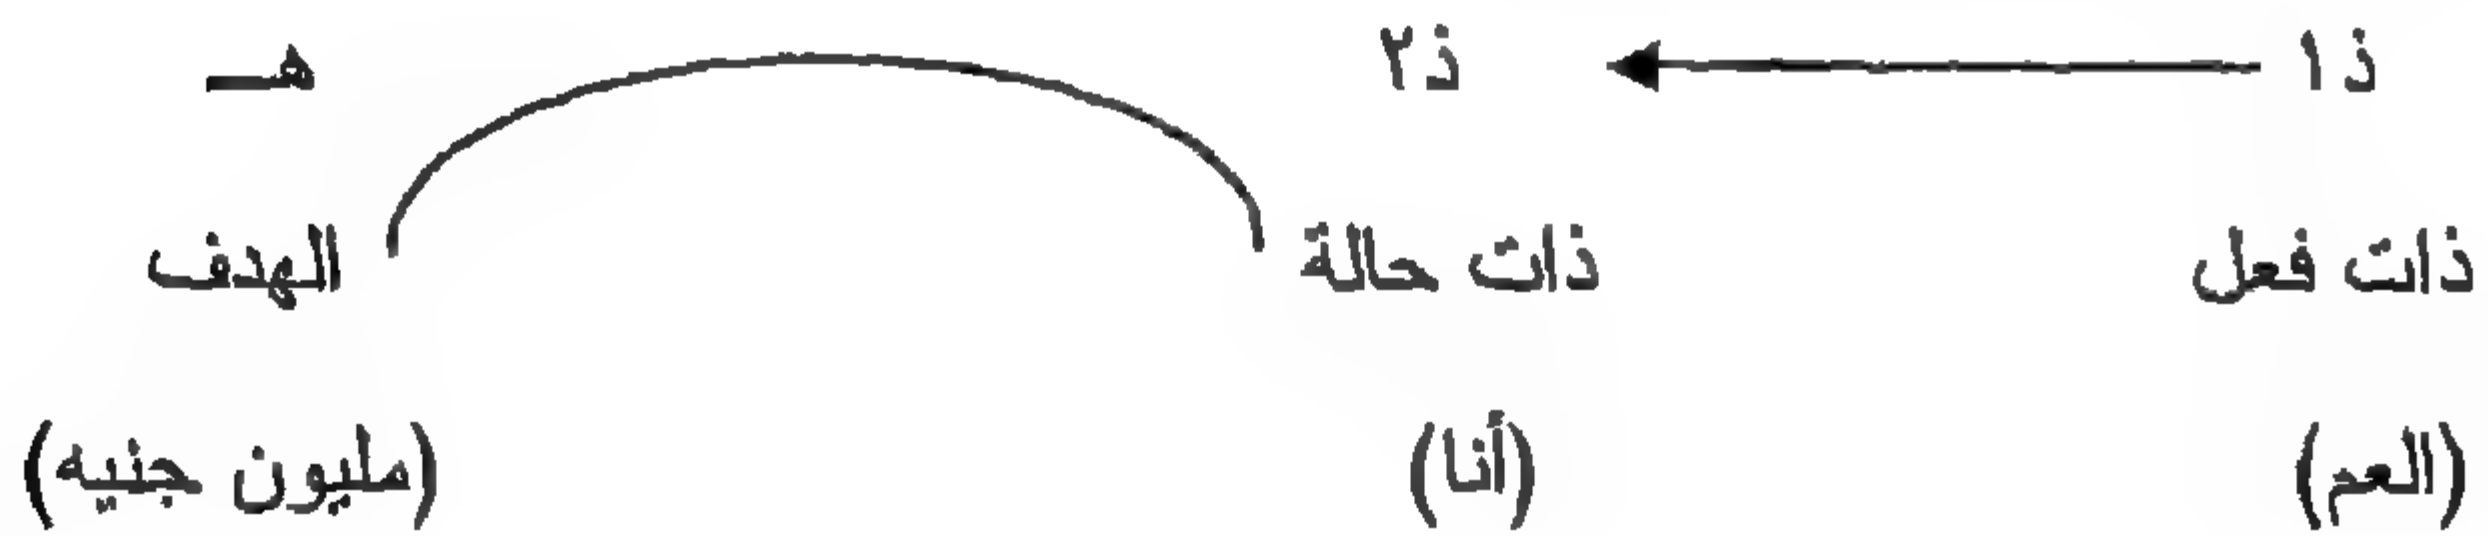 ذ١ ذ٢ هـ
ذات فعل ذات حالة الهدف
(العم) (أنا) (مليون جنيه)